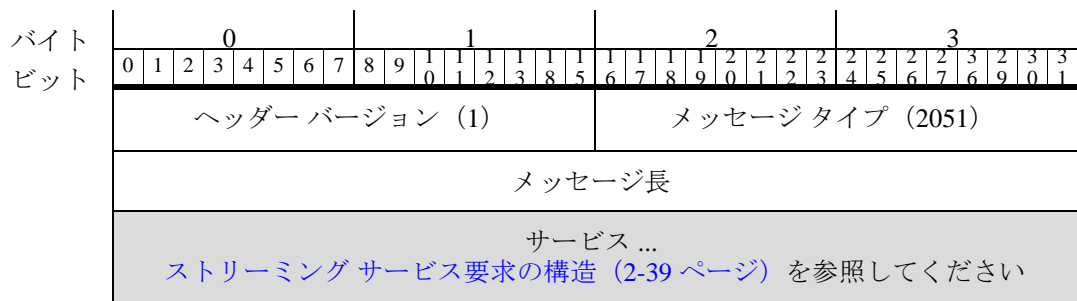 バイト 0 1 2 3
ビット 0 1 2 3 4 5 6 7 8 9 10 11 12 13 18 15 16 17 18 19 20 21 22 23 24 25 26 27 36 29 30 31
ヘッダー バージョン（1） メッセージ タイプ（2051）
メッセージ長
サービス ...
ストリーミング サービス要求の構造（2-39 ページ）を参照してください